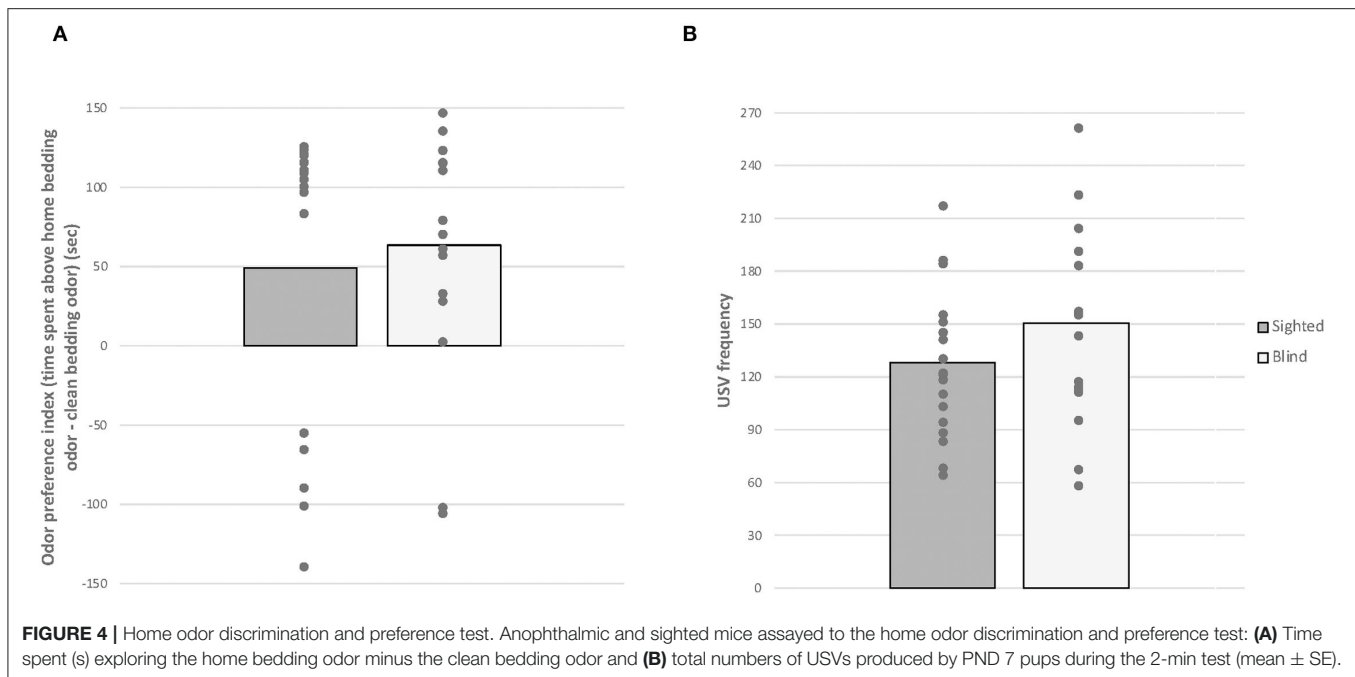 A
Odor preference index (time spent above home bedding
odor - clean bedding odor) (sec)
150
100
50
0
-50
-100
-150
B
USV frequency
270
240
210
180
150
120
90
60
30
0
Sighted
Blind
FIGURE 4 | Home odor discrimination and preference test. Anophthalmic and sighted mice assayed to the home odor discrimination and preference test: (A) Time
spent (s) exploring the home bedding odor minus the clean bedding odor and (B) total numbers of USVs produced by PND 7 pups during the 2-min test (mean ± SE).